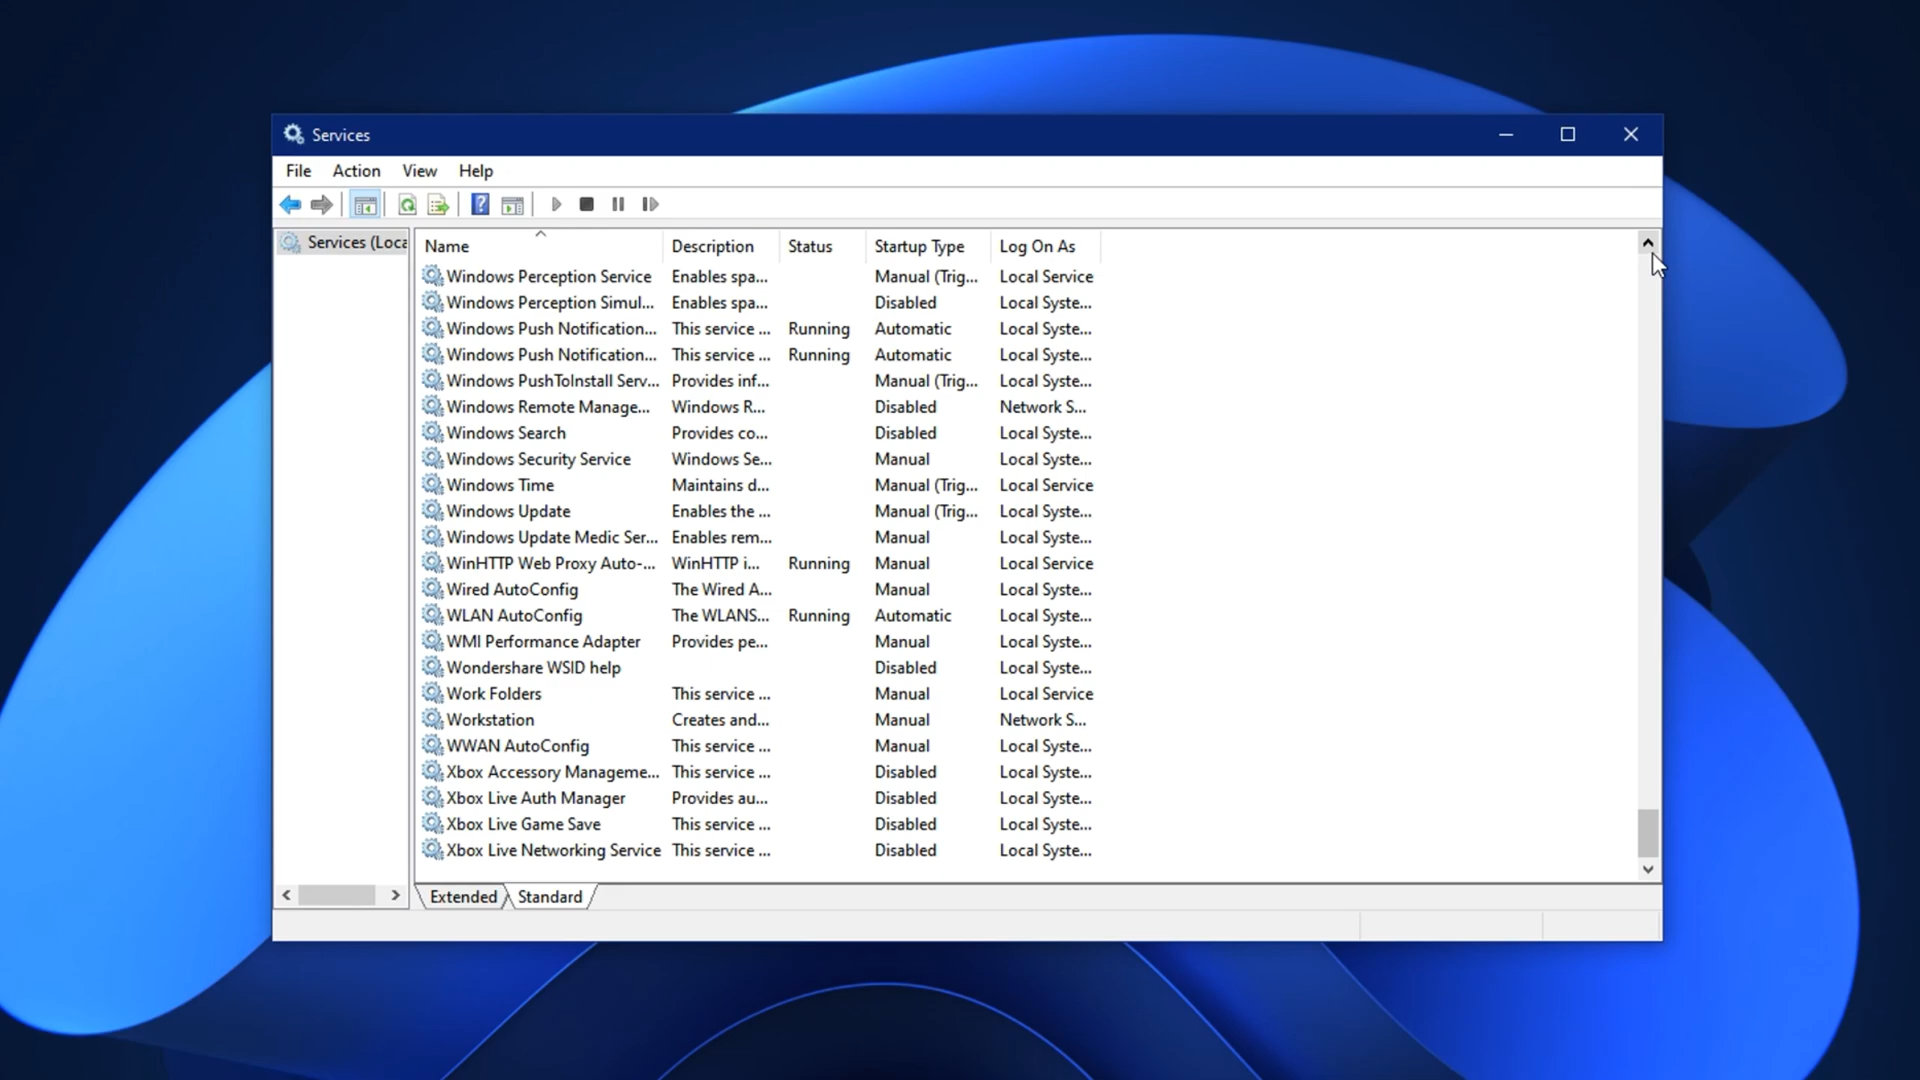 Services
File Action View Help
Services (Loca
Name Description Status Startup Type Log On As
Windows Perception Service Enables spa... Manual (Trig... Local Service
Windows Perception Simul... Enables spa... Disabled Local Syste...
Windows Push Notification... This service ... Running Automatic Local Syste...
Windows Push Notification... This service ... Running Automatic Local Syste...
Windows PushToInstall Serv... Provides inf... Manual (Trig... Local Syste...
Windows Remote Manage... Windows R... Disabled Network S...
Windows Search Provides co... Disabled Local Syste...
Windows Security Service Windows Se... Manual Local Syste...
Windows Time Maintains d... Manual (Trig... Local Service
Windows Update Enables the ... Manual (Trig... Local Syste...
Windows Update Medic Ser... Enables rem... Manual Local Syste...
WinHTTP Web Proxy Auto-... WinHTTP i... Running Manual Local Service
Wired AutoConfig The Wired A... Manual Local Syste...
WLAN AutoConfig The WLANS... Running Automatic Local Syste...
WMI Performance Adapter Provides pe... Manual Local Syste...
Wondershare WSID help Disabled Local Syste...
Work Folders This service ... Manual Local Service
Workstation Creates and... Manual Network S...
WWAN AutoConfig This service ... Manual Local Syste...
Xbox Accessory Manageme... This service ... Disabled Local Syste...
Xbox Live Auth Manager Provides au... Disabled Local Syste...
Xbox Live Game Save This service ... Disabled Local Syste...
Xbox Live Networking Service This service ... Disabled Local Syste...
Extended Standard